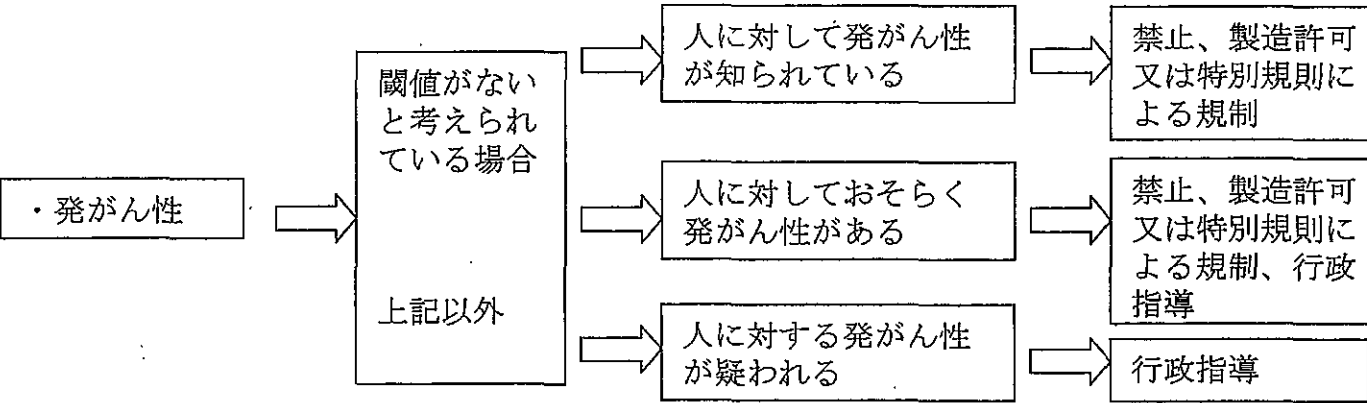 ・発がん性
閾値がない
と考えられ
ている場合
上記以外
人に対して発がん性
が知られている
人に対しておそらく
発がん性がある
人に対する発がん性
が疑われる
禁止、製造許可
又は特別規則に
よる規制
禁止、製造許可
又は特別規則に
よる規制、行政
指導
行政指導